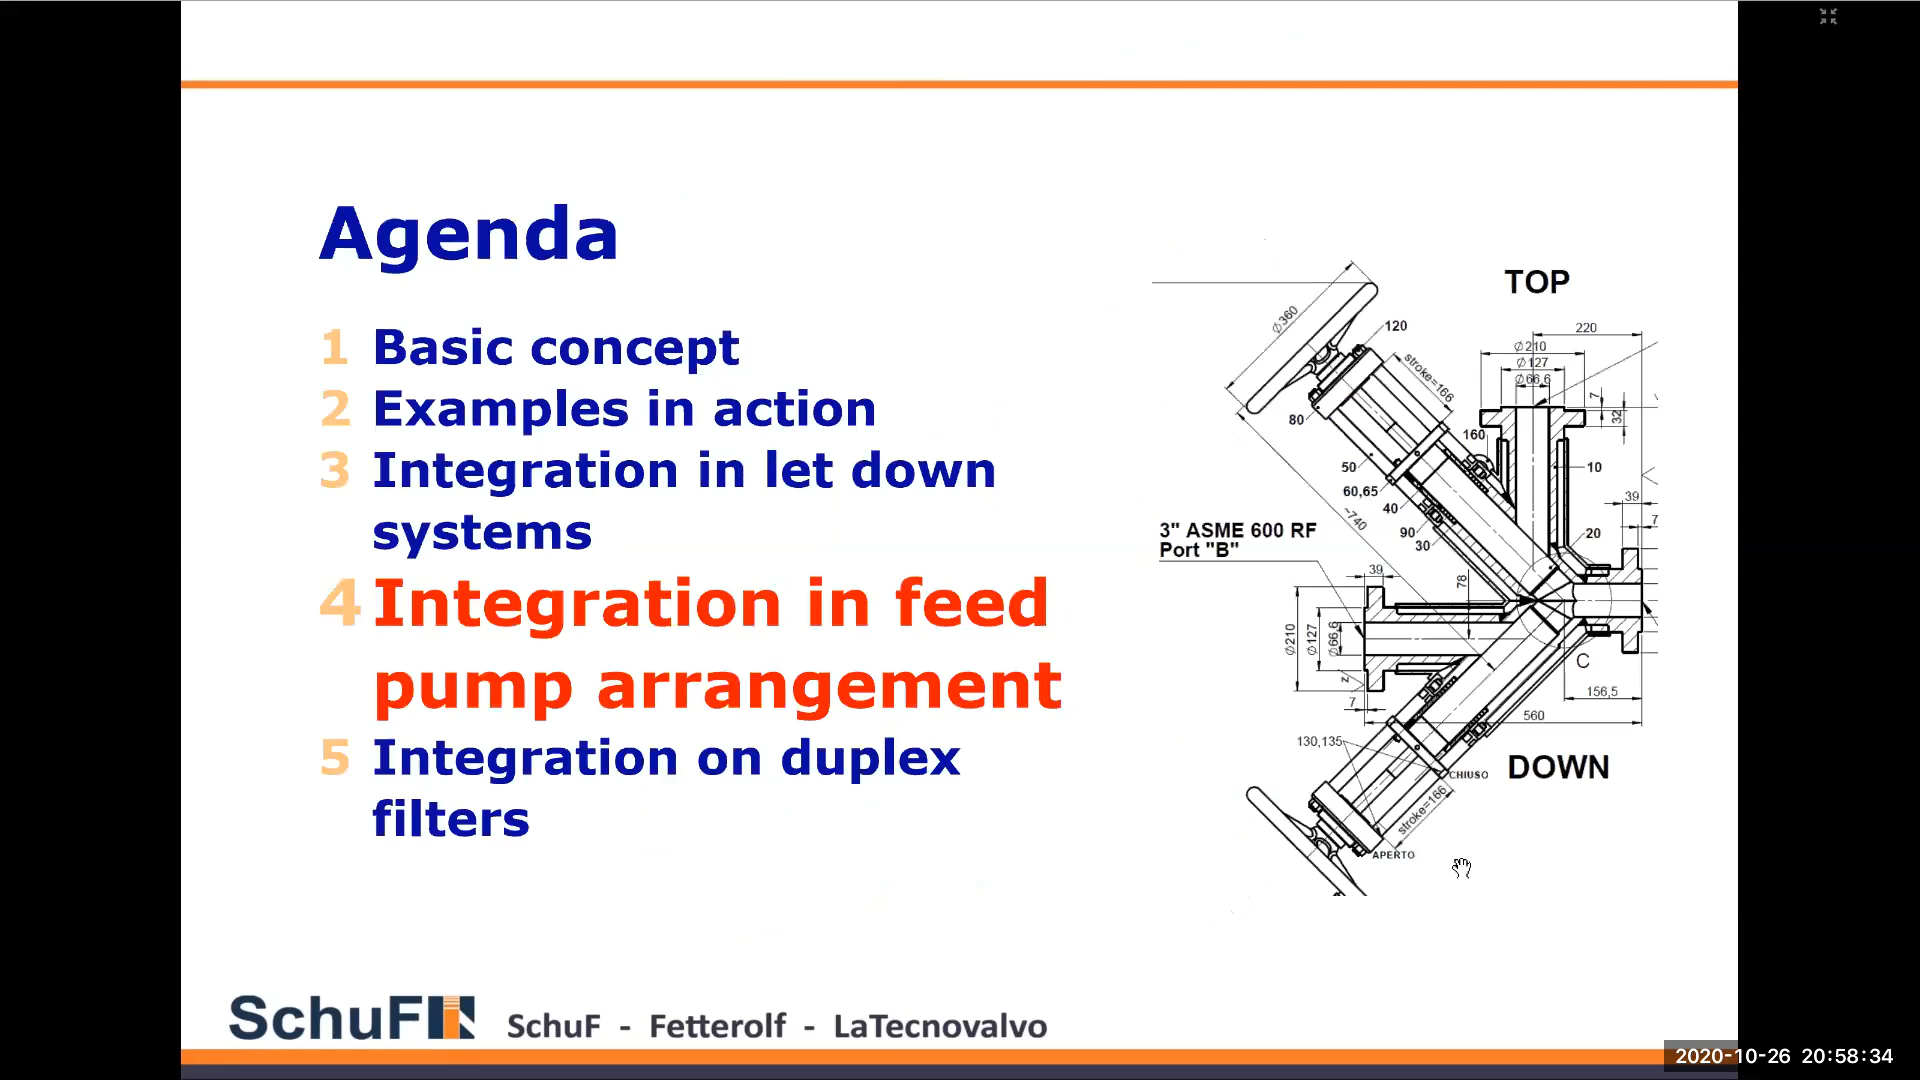 Agenda
1 Basic concept
2 Examples in action
3 Integration in let down
systems
4 Integration in feed
pump arrangement
5 Integration on duplex
filters
TOP
220
Ø210
Ø127
Ø66,6
7
32
Ø360
120
stroke=166
80
160
50
10
60,65
40
39
~740
90
20
7
30
3" ASME 600 RF
Port "B"
39
78
Ø210
Ø127
Ø66,6
z
C
7
156,5
560
130,135
CHIUSO
DOWN
stroke=166
APERTO
SchuF
SchuF - Fetterolf - LaTecnovalvo
2020-10-26 20:58:34